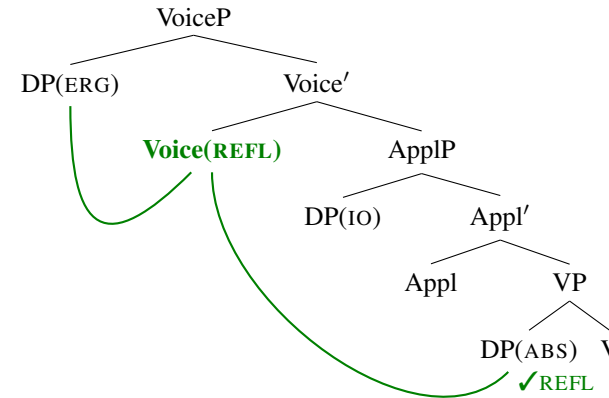 VoiceP
DP(ERG) Voice′
Voice(REFL) ApplP
DP(IO) Appl′
Appl VP
DP(ABS)
✓REFL